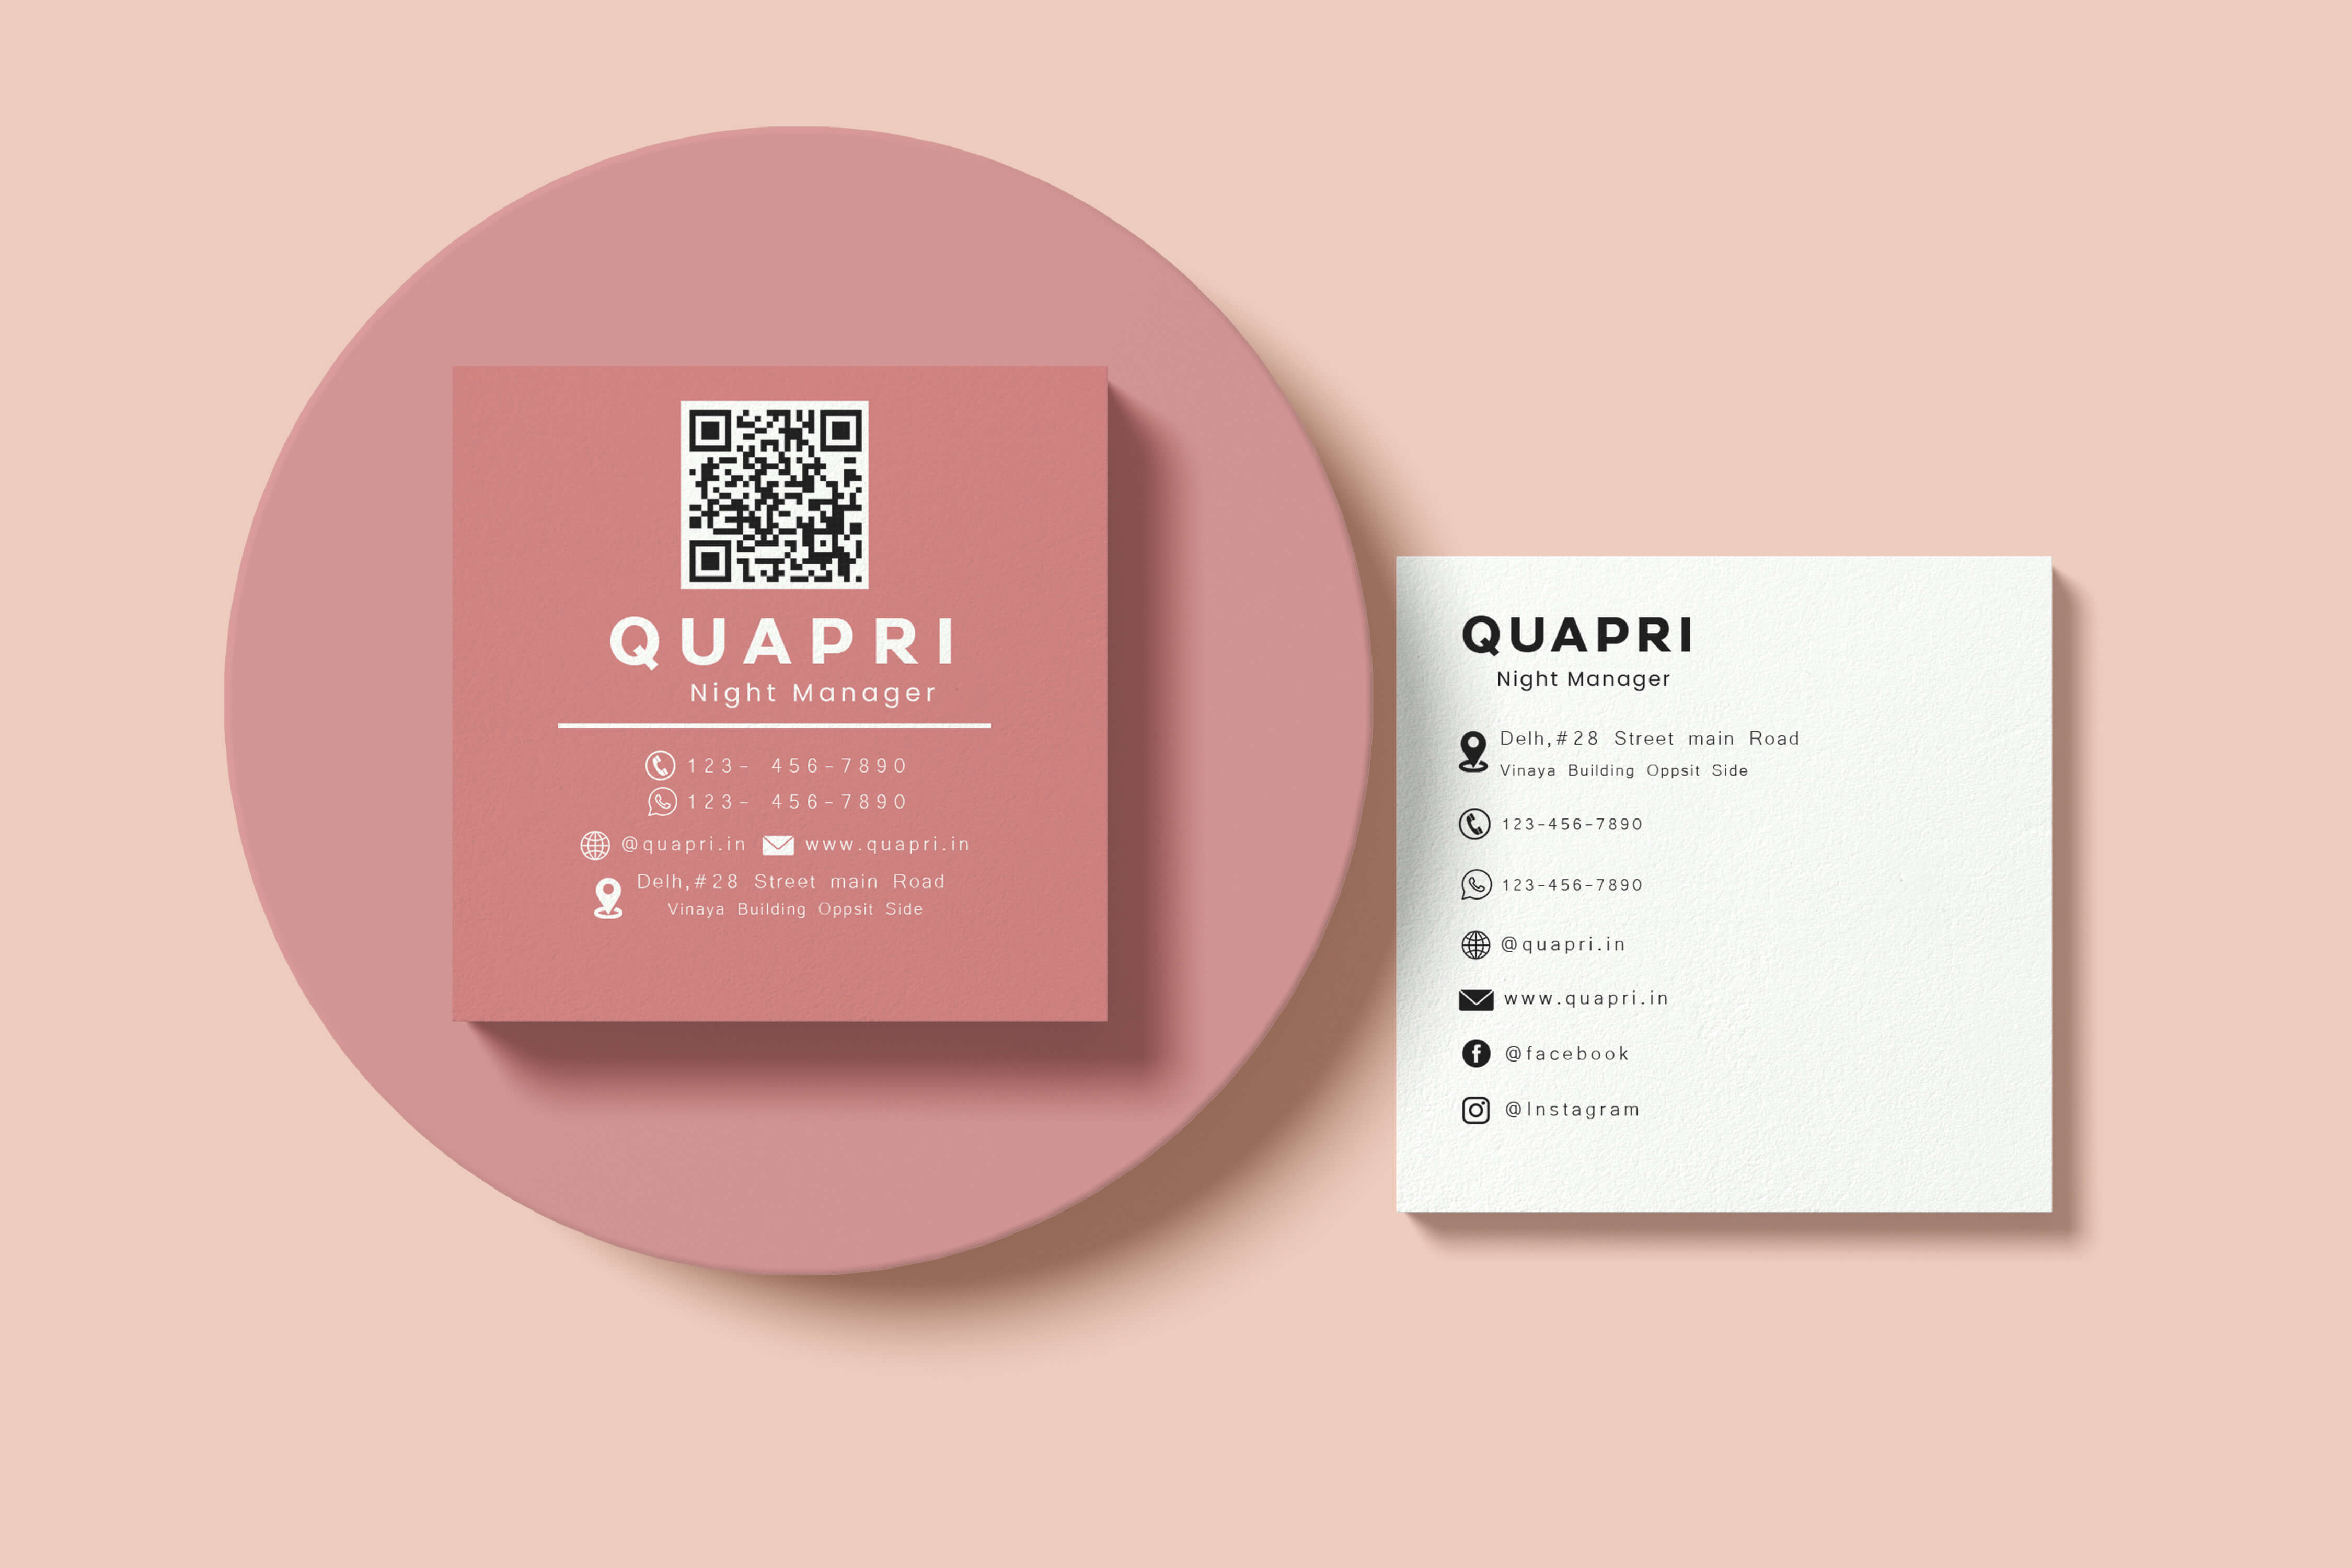 QUAPRI
Night Manager
123- 456-7890
123- 456-7890
@quapri.in www.quapri.in
Delh,#28 Street main Road
Vinaya Building Oppsit Side
QUAPRI
Night Manager
Delh,#28 Street main Road
Vinaya Building Oppsit Side
123-456-7890
123-456-7890
@quapri.in
www.quapri.in
@facebook
@Instagram